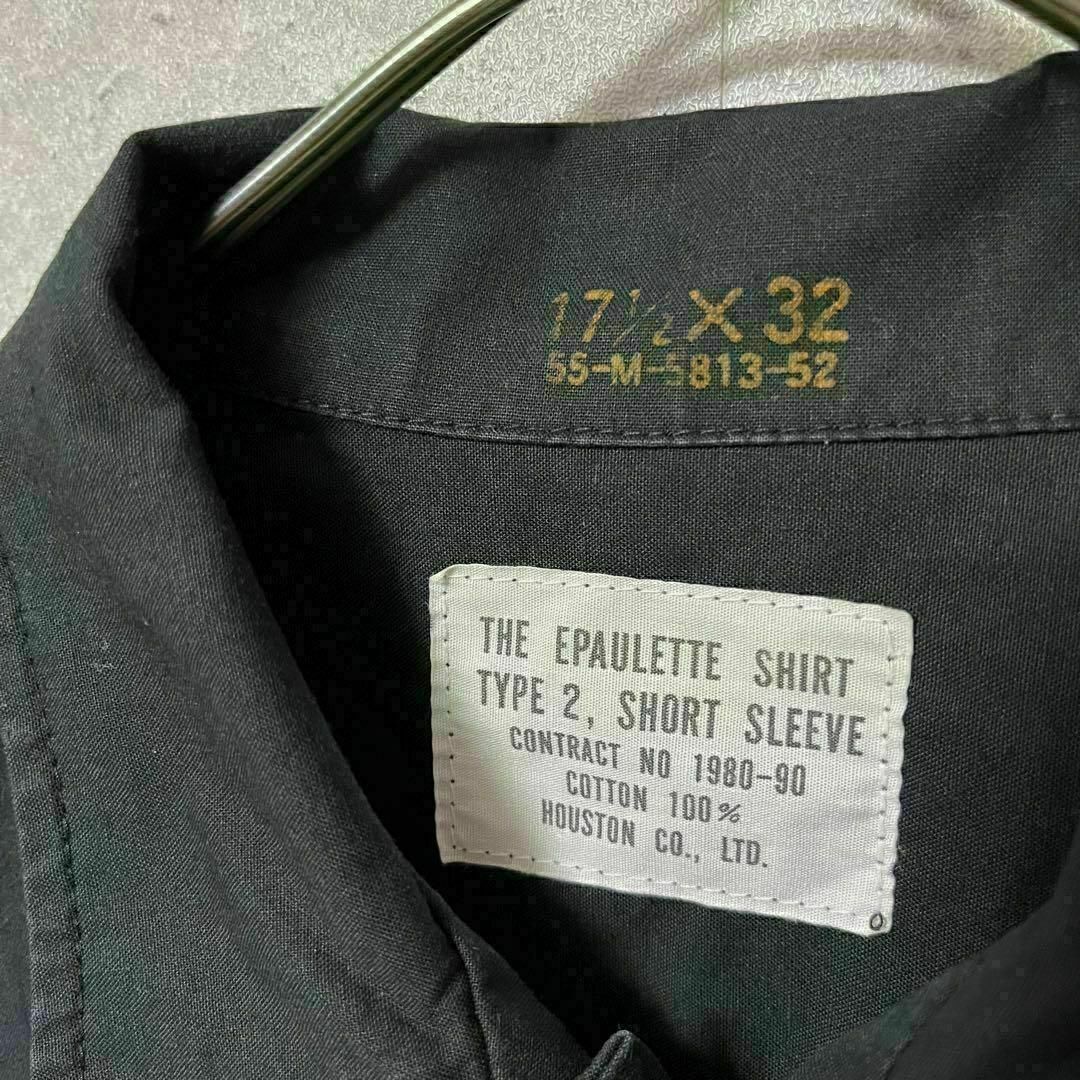 17½ X 32
55-M-5813-52
THE EPAULETTE SHIRT
TYPE 2, SHORT SLEEVE
CONTRACT NO 1980-90
COTTON 100%
HOUSTON CO., LTD.
O